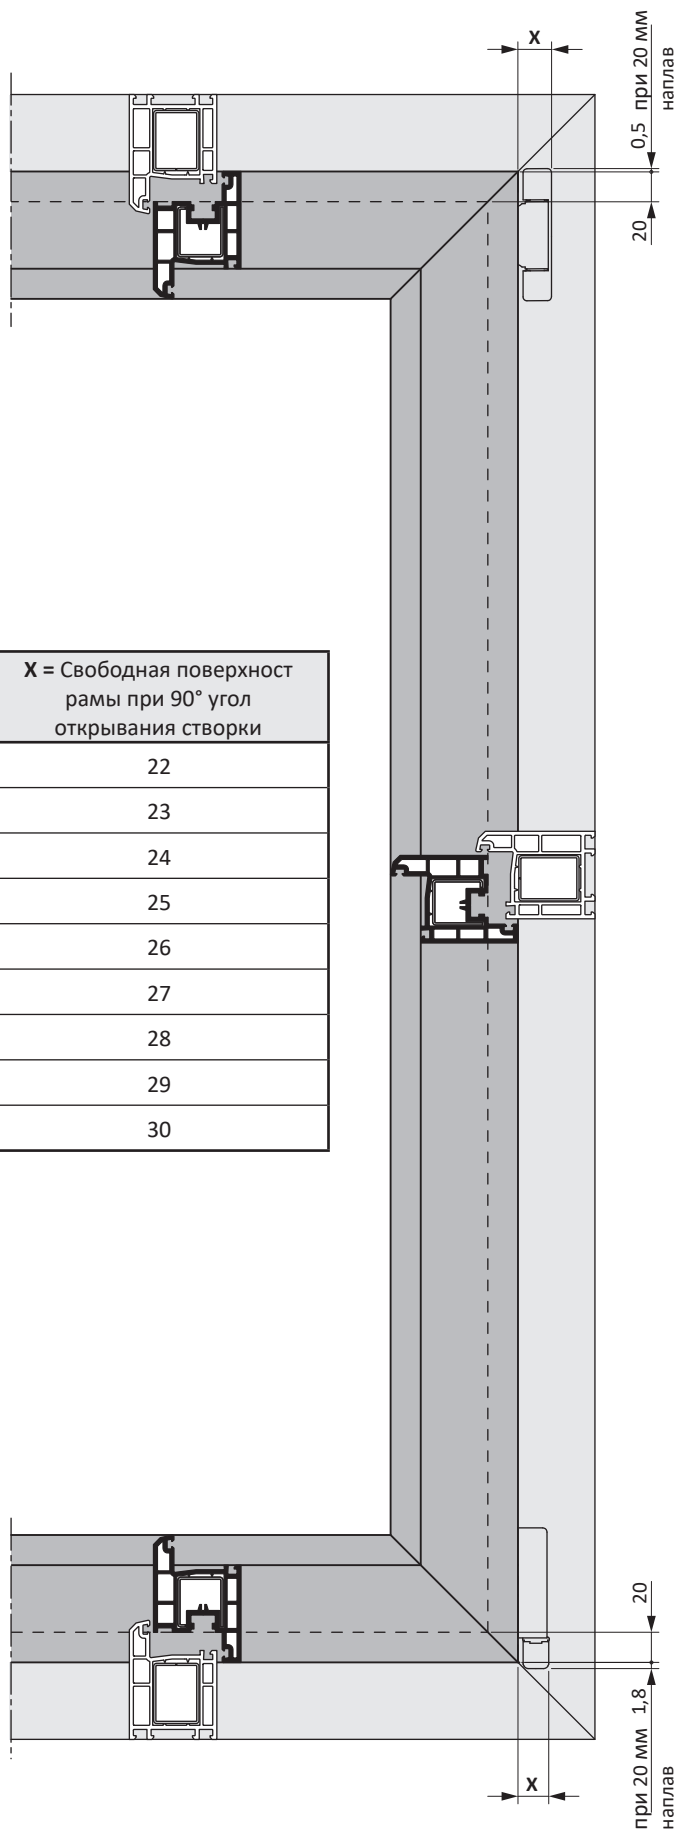 X
0,5 при 20 мм
наплав
20
X = Свободная поверхност
рамы при 90° угол
открывания створки
22
23
24
25
26
27
28
29
30
20
при 20 мм 1,8
наплав
X